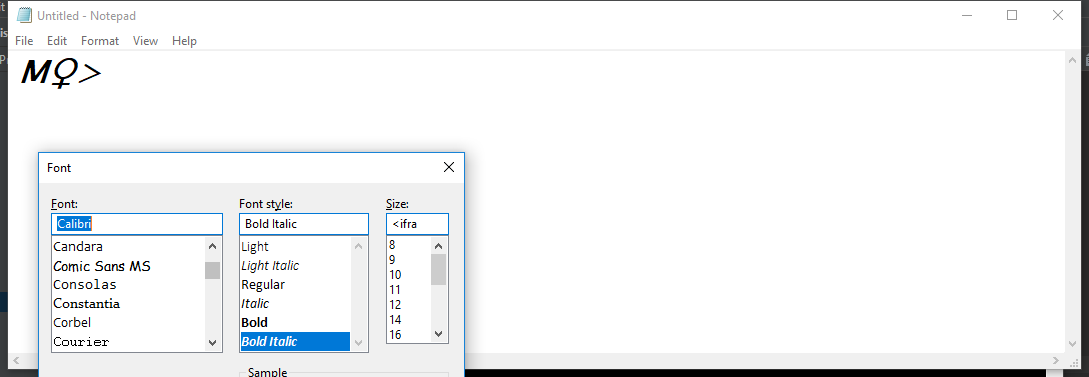 Untitled - Notepad
File Edit Format View Help
M♀>
Font
Font: Font style: Size:
Calibri Bold Italic <ifra
Candara Light 8
Comic Sans MS Light Italic 9
Consolas Regular 10
Constantia Italic 11
Corbel Bold 12
Courier Bold Italic 14
16
Sample